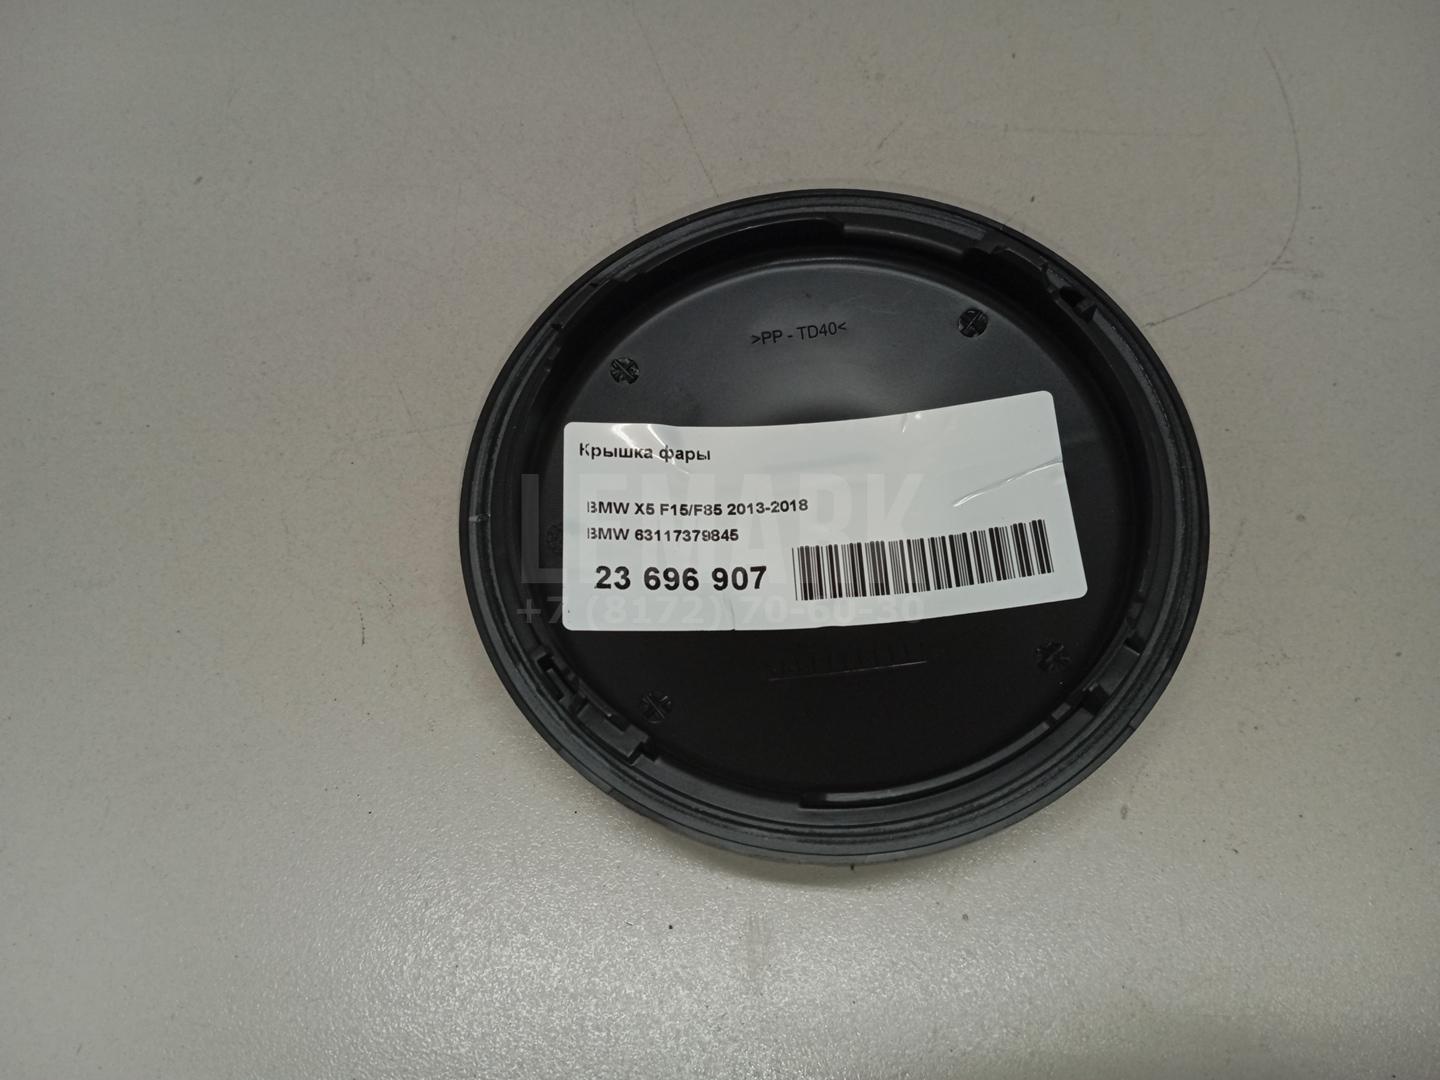 >PP - TD40<
Крышка фары
BMW X5 F15/F85 2013-2018
BMW 63117379845
23 696 907
LEMARK
+7 (8172) 70-60-30